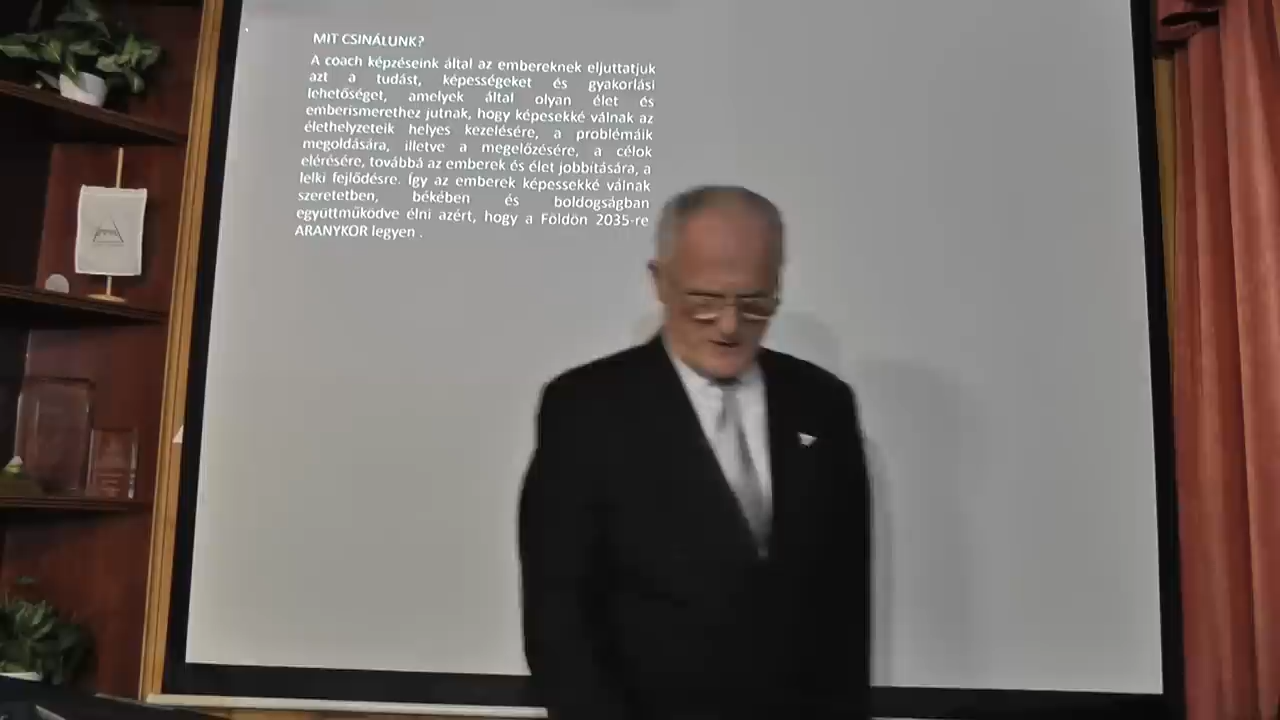 MIT CSINÁLUNK?
A coach képzéseink által az embereknek eljuttatjuk
azt a tudást, képességeket és gyakorlási
lehetőséget, amelyek által olyan élet és
emberismerethez jutnak, hogy képesekké válnak az
élethelyzeteik helyes kezelésére, a problémáik
megoldására, illetve a megelőzésére, a célok
elérésére, továbbá az emberek és élet jobbítására, a
lelki fejlődésre. Így az emberek képessekké válnak
szeretetben, békében és boldogságban
együttműködve élni azért, hogy a Földön 2035-re
ARANYKOR legyen .